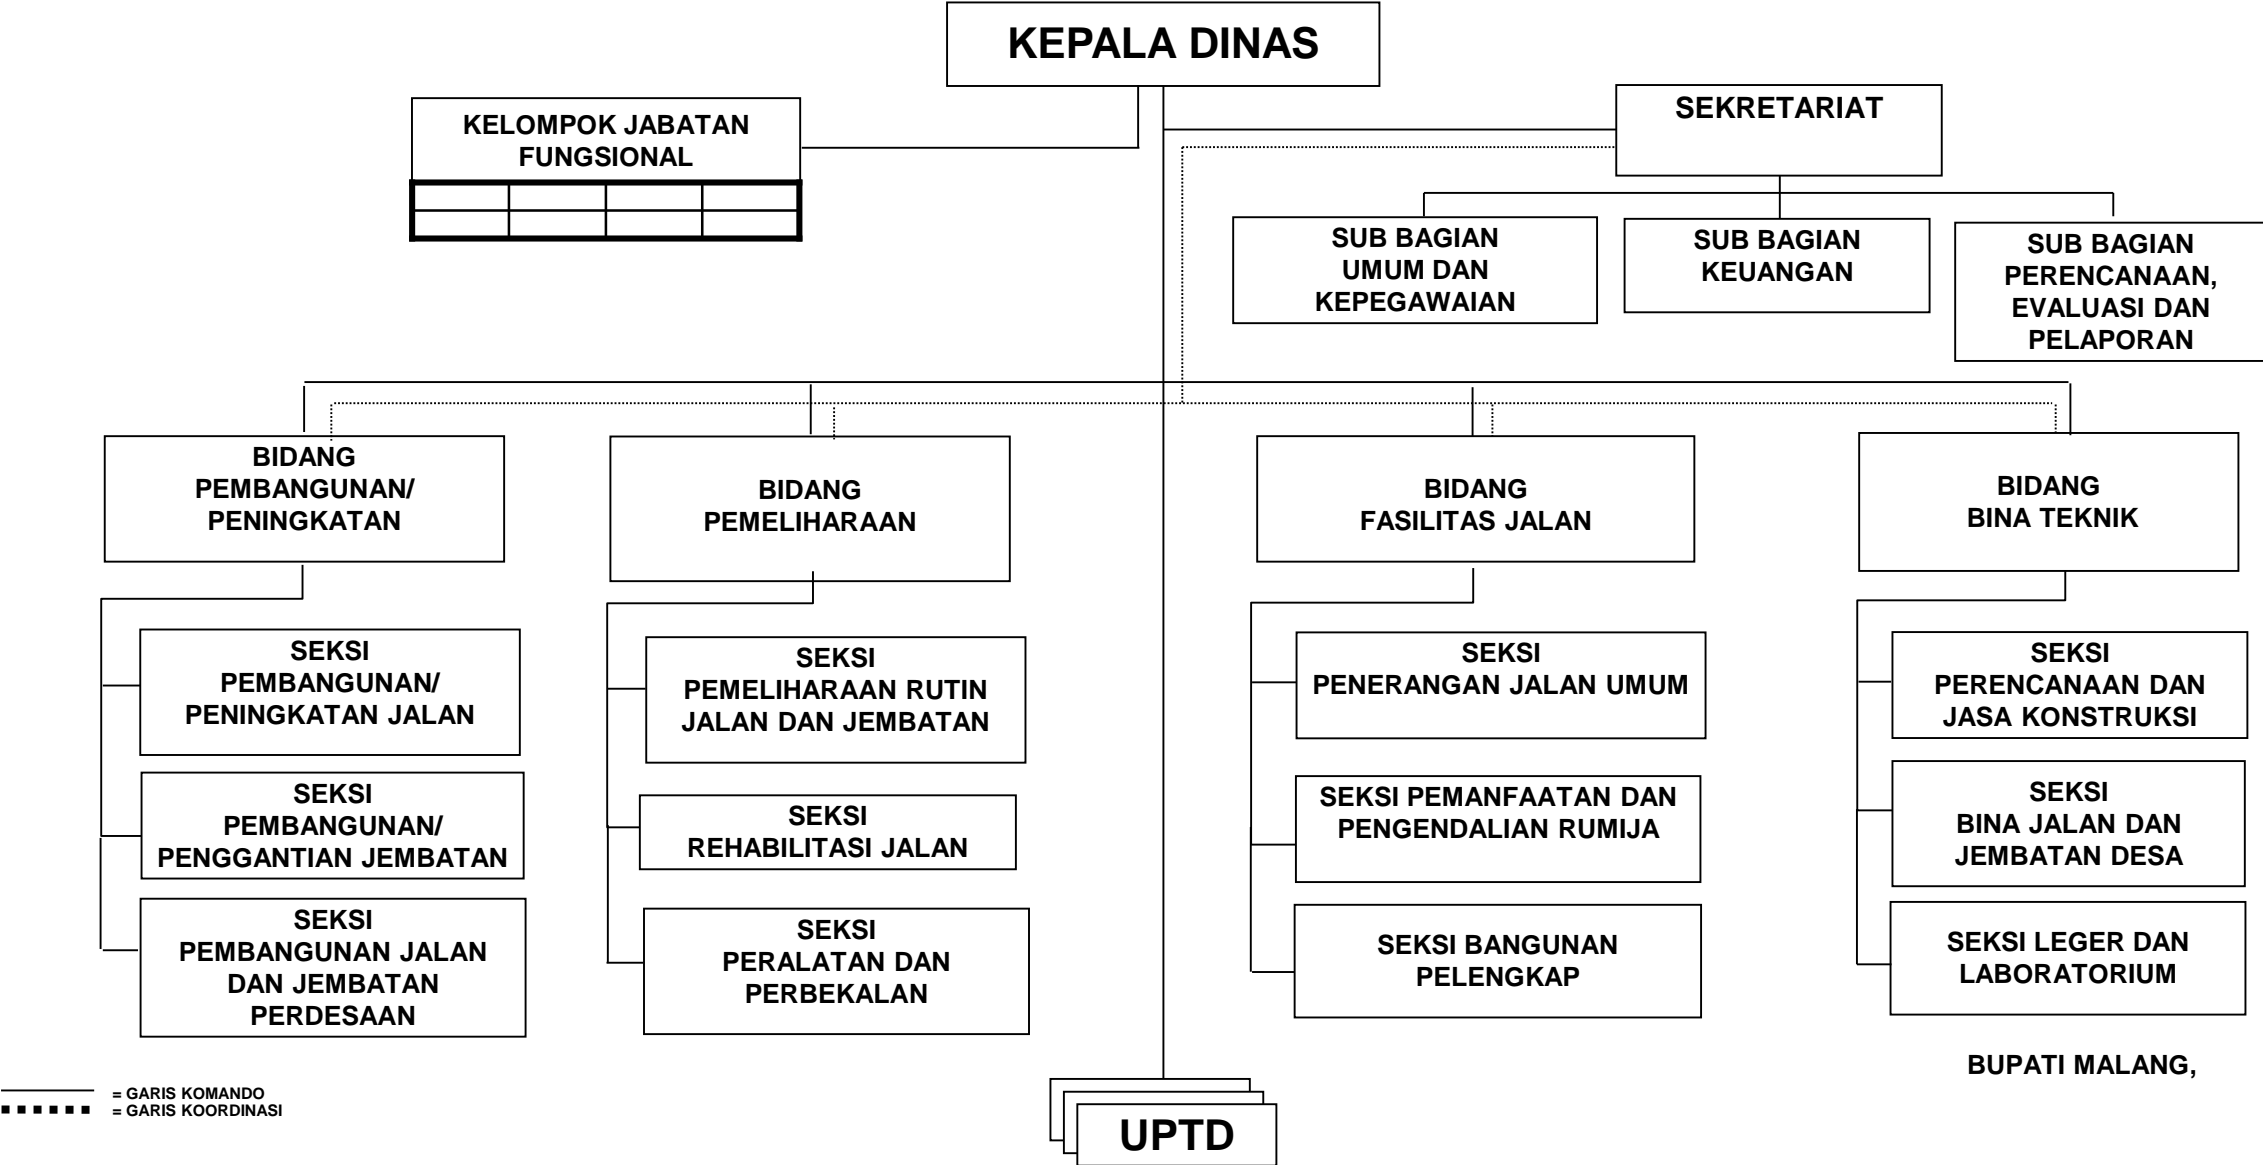 KEPALA DINAS
KELOMPOK JABATAN
FUNGSIONAL
SEKRETARIAT
SUB BAGIAN
UMUM DAN
KEPEGAWAIAN
SUB BAGIAN
KEUANGAN
SUB BAGIAN
PERENCANAAN,
EVALUASI DAN
PELAPORAN
BIDANG
PEMBANGUNAN/
PENINGKATAN
BIDANG
PEMELIHARAAN
BIDANG
FASILITAS JALAN
BIDANG
BINA TEKNIK
SEKSI
PEMBANGUNAN/
PENINGKATAN JALAN
SEKSI
PEMBANGUNAN/
PENGGANTIAN JEMBATAN
SEKSI
PEMBANGUNAN JALAN
DAN JEMBATAN
PERDESAAN
SEKSI
PEMELIHARAAN RUTIN
JALAN DAN JEMBATAN
SEKSI
REHABILITASI JALAN
SEKSI
PERALATAN DAN
PERBEKALAN
SEKSI
PENERANGAN JALAN UMUM
SEKSI PEMANFAATAN DAN
PENGENDALIAN RUMIJA
SEKSI BANGUNAN
PELENGKAP
SEKSI
PERENCANAAN DAN
JASA KONSTRUKSI
SEKSI
BINA JALAN DAN
JEMBATAN DESA
SEKSI LEGER DAN
LABORATORIUM
BUPATI MALANG,
= GARIS KOMANDO
= GARIS KOORDINASI
UPTD